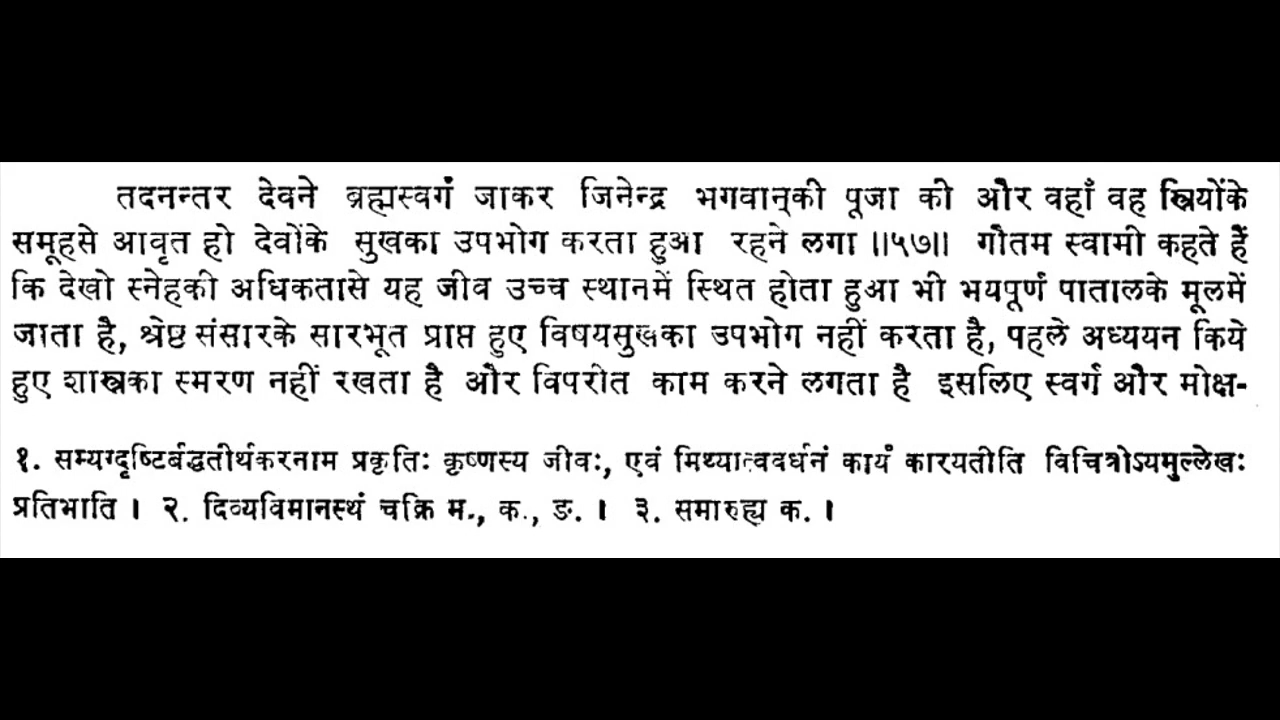 तदनन्तर देवने ब्रह्मस्वर्ग जाकर जिनेन्द्र भगवान्की पूजा की और वहाँ वह स्त्रियोंके
समूहसे आवृत हो देवोंके सुखका उपभोग करता हुआ रहने लगा ॥५७॥ गौतम स्वामी कहते हैं
कि देखो स्नेहकी अधिकतासे यह जीव उच्च स्थानमें स्थित होता हुआ भी भयपूर्ण पातालके मूलमें
जाता है, श्रेष्ठ संसारके सारभूत प्राप्त हुए विषयसुखका उपभोग नहीं करता है, पहले अध्ययन किये
हुए शास्त्रका स्मरण नहीं रखता है और विपरीत काम करने लगता है इसलिए स्वर्ग और मोक्ष-
१. सम्यग्दृष्टिर्बद्धतीर्थकरनाम प्रकृतिः कृष्णस्य जीवः, एवं मिथ्यात्ववर्धनं कार्यं कारयतीति विचित्रोऽयमुल्लेखः
प्रतिभाति । २. दिव्यविमानस्थं चक्रि म., क., ङ. । ३. समारुह्य क. ।